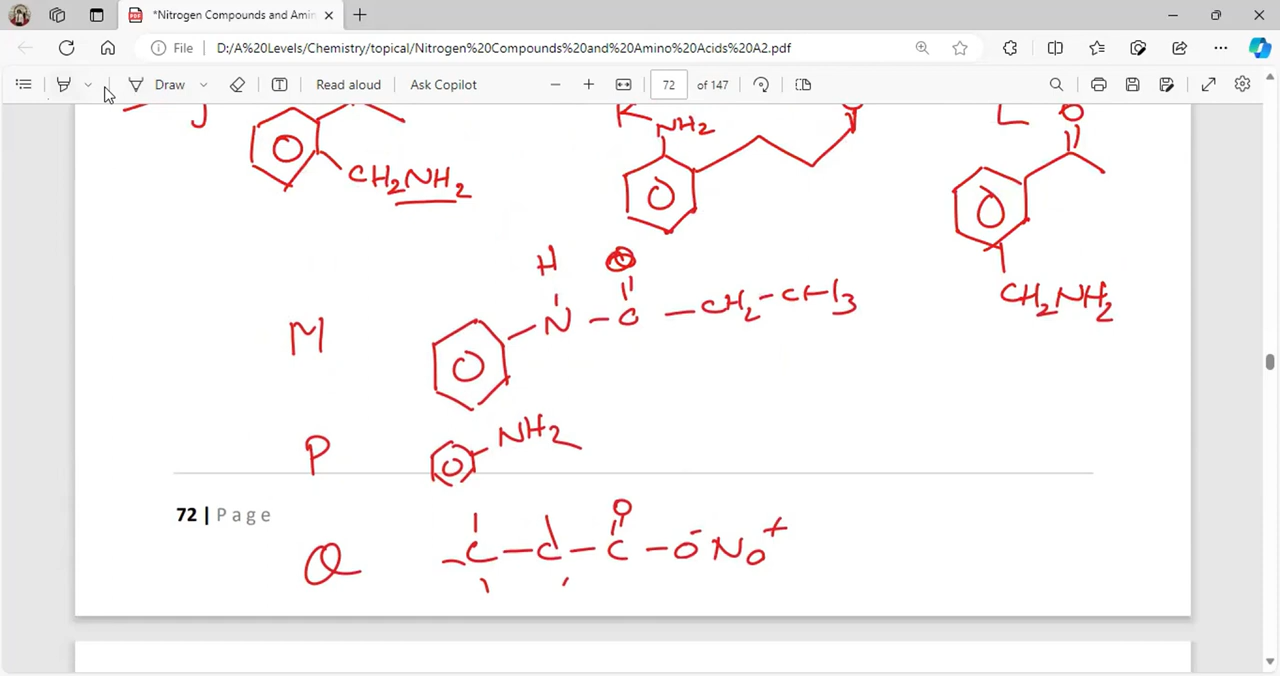 *Nitrogen Compounds and Amin
File D:/A%20Levels/Chemistry/topical/Nitrogen%20Compounds%20and%20Amino%20Acids%20A2.pdf
Draw Read aloud Ask Copilot 72 of 147
J K L O
NH2
CH2NH2
H O
CH2NH2
M N - C - CH2 - CH3
P NH2
72 | Page
O
Q - C - C - C - O- Na+